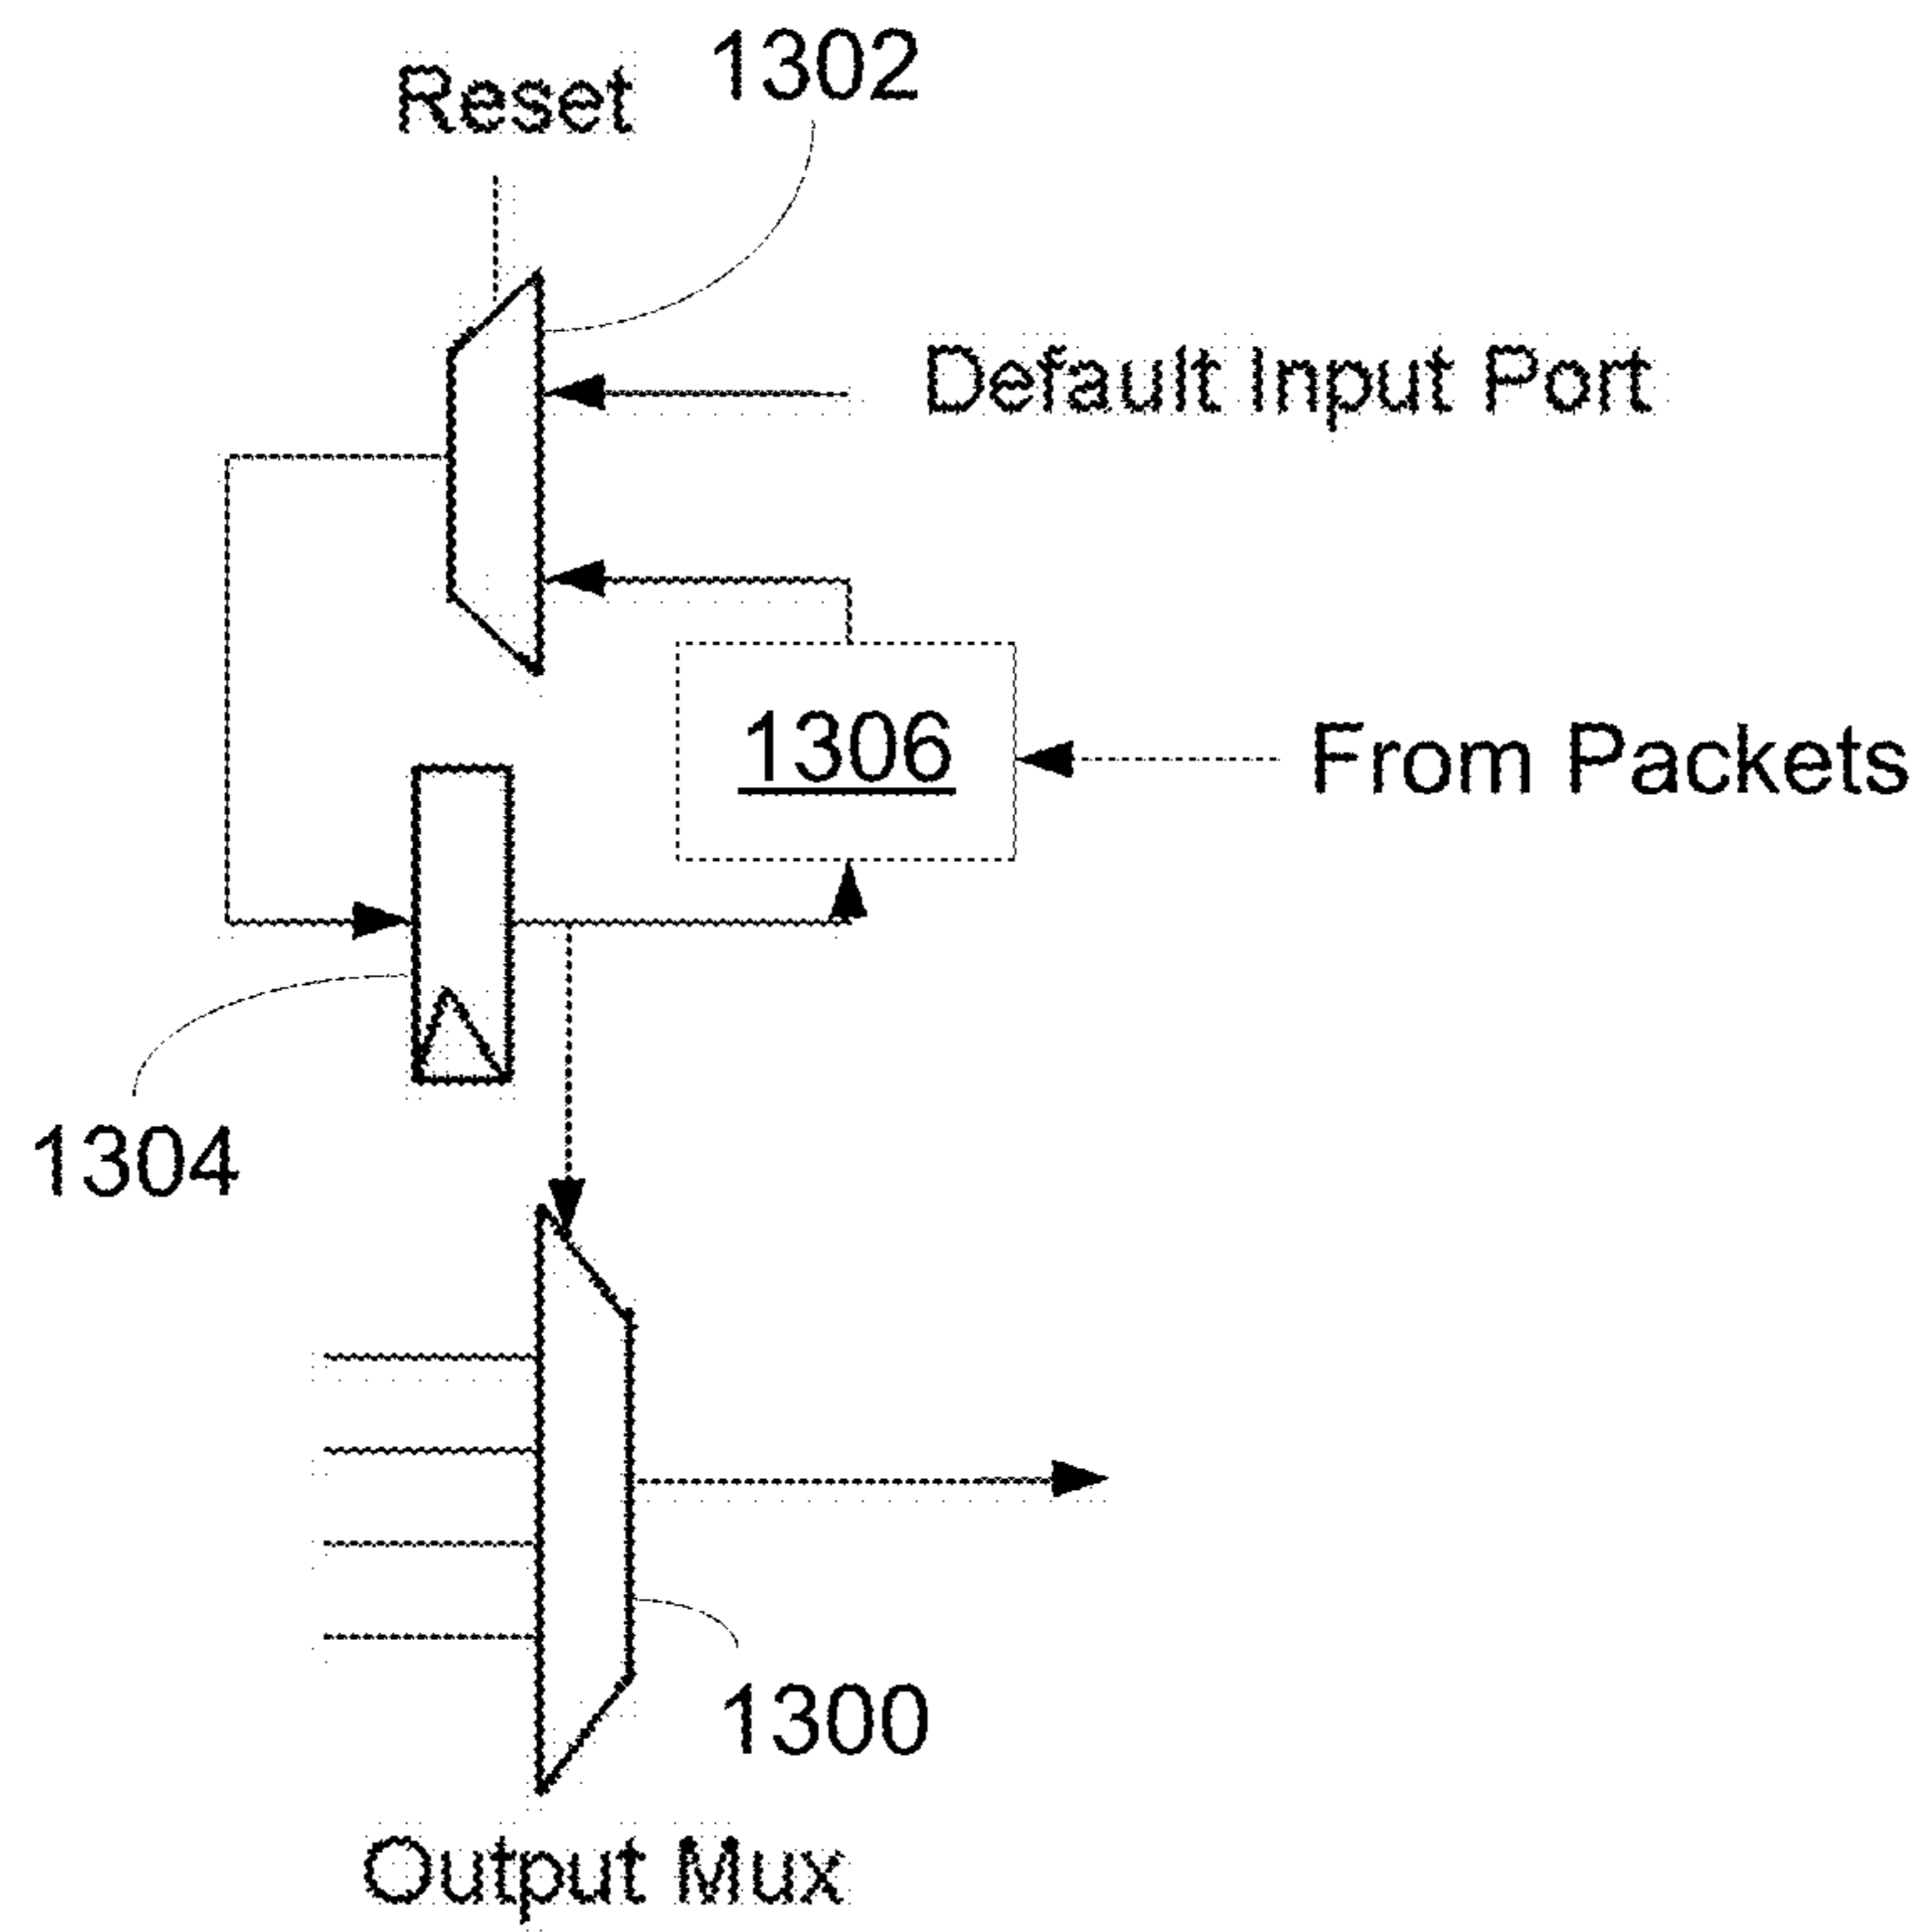 Reset
1302
Default Input Port
1306
From Packets
1304
1300
Output Mux